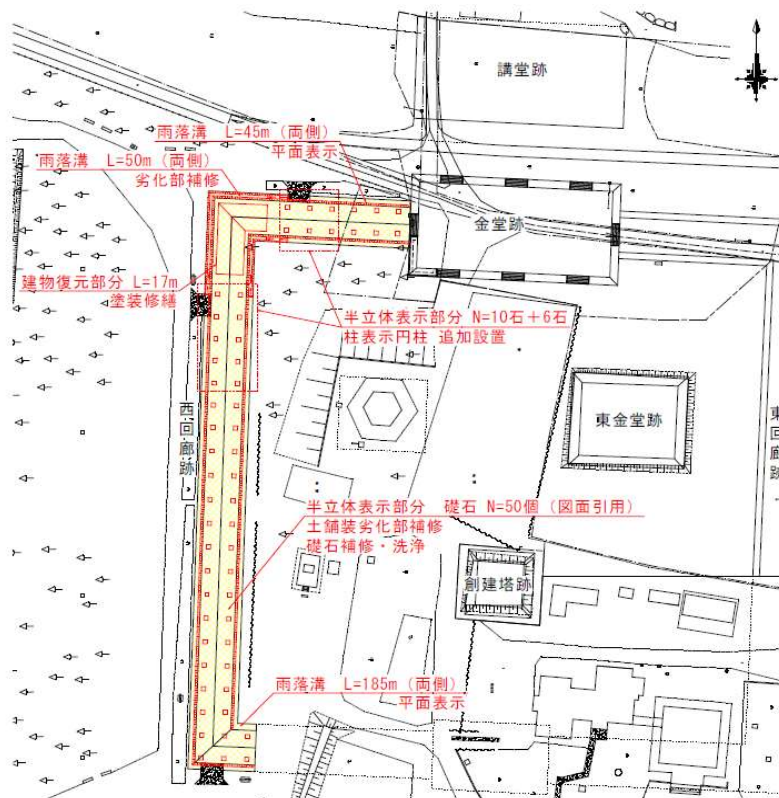 講堂跡
雨落溝 L=45m (両側)
平面表示
雨落溝 L=50m (両側)
劣化部補修
金堂跡
建物復元部分 L=17m
塗装修繕
半立体表示部分 N=10石+6石
柱表示円柱 追加設置
西回廊跡
東金堂跡
東回廊跡
半立体表示部分 礎石 N=50個 (図面引用)
土舗装劣化部補修
礎石補修・洗浄
創建塔跡
雨落溝 L=185m (両側)
平面表示